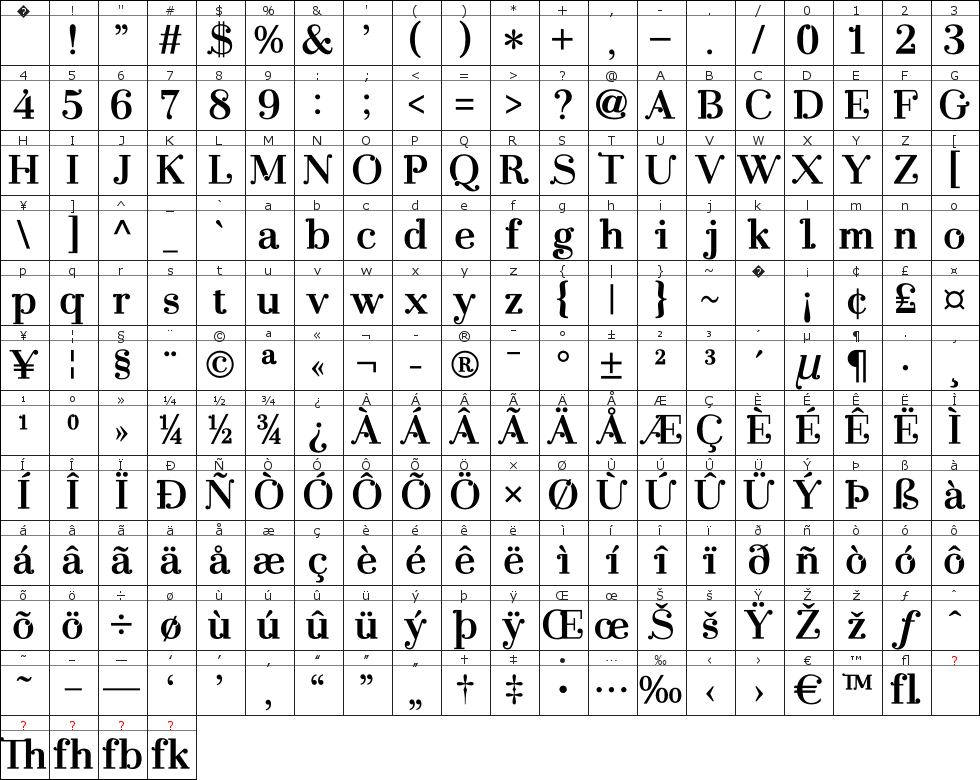 � ! " # $ % & ' ( ) * + , - . / 0 1 2 3
! ” # $ % & ’ ( ) * + , − . / 0 1 2 3
4 5 6 7 8 9 : ; < = > ? @ A B C D E F G
4 5 6 7 8 9 : ; < = > ? @ A B C D E F G
H I J K L M N O P Q R S T U V W X Y Z [
H I J K L M N O P Q R S T U V W X Y Z [
¥ ] ^ _ ` a b c d e f g h i j k l m n o
\ ] ^ _ ` a b c d e f g h i j k l m n o
p q r s t u v w x y z { | } ~ � ¡ ¢ £ ¤
p q r s t u v w x y z { | } ~ ¡ ¢ £ ¤
¥ ¦ § ¨ © ª « ¬ - ® ¯ ° ± ² ³ ´ µ ¶ · ¸
¥ ¦ § ¨ © ª « ¬ - ® ¯ ° ± ² ³ ´ µ ¶ · ¸
¹ º » ¼ ½ ¾ ¿ À Á Â Ã Ä Å Æ Ç È É Ê Ë Ì
¹ º » ¼ ½ ¾ ¿ À Á Â Ã Ä Å Æ Ç È É Ê Ë Ì
Í Î Ï Ð Ñ Ò Ó Ô Õ Ö × Ø Ù Ú Û Ü Ý Þ ß à
Í Î Ï Ð Ñ Ò Ó Ô Õ Ö × Ø Ù Ú Û Ü Ý Þ ß à
á â ã ä å æ ç è é ê ë ì í î ï ð ñ ò ó ô
á â ã ä å æ ç è é ê ë ì í î ï ð ñ ò ó ô
õ ö ÷ ø ù ú û ü ý þ ÿ Œ œ Š š Ÿ Ž ž ƒ ˆ
õ ö ÷ ø ù ú û ü ý þ ÿ Œ œ Š š Ÿ Ž ž ƒ ˆ
˜ – — ‘ ’ ‚ “ ” „ † ‡ • … ‰ ‹ › € ™ ﬂ ?
˜ – — ‘ ’ ‚ “ ” „ † ‡ • … ‰ ‹ › € ™ ﬂ
? ? ? ?
Th fh fb fk